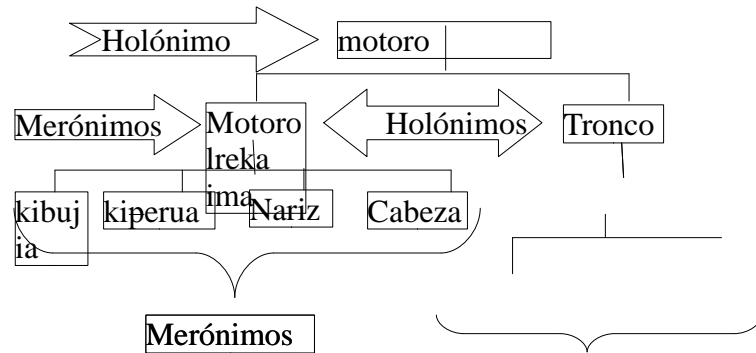 Holónimo motoro
Merónimos Motoro Holónimos Tronco
lreka
ima
kibuj kiperua Nariz Cabeza
ia
Merónimos